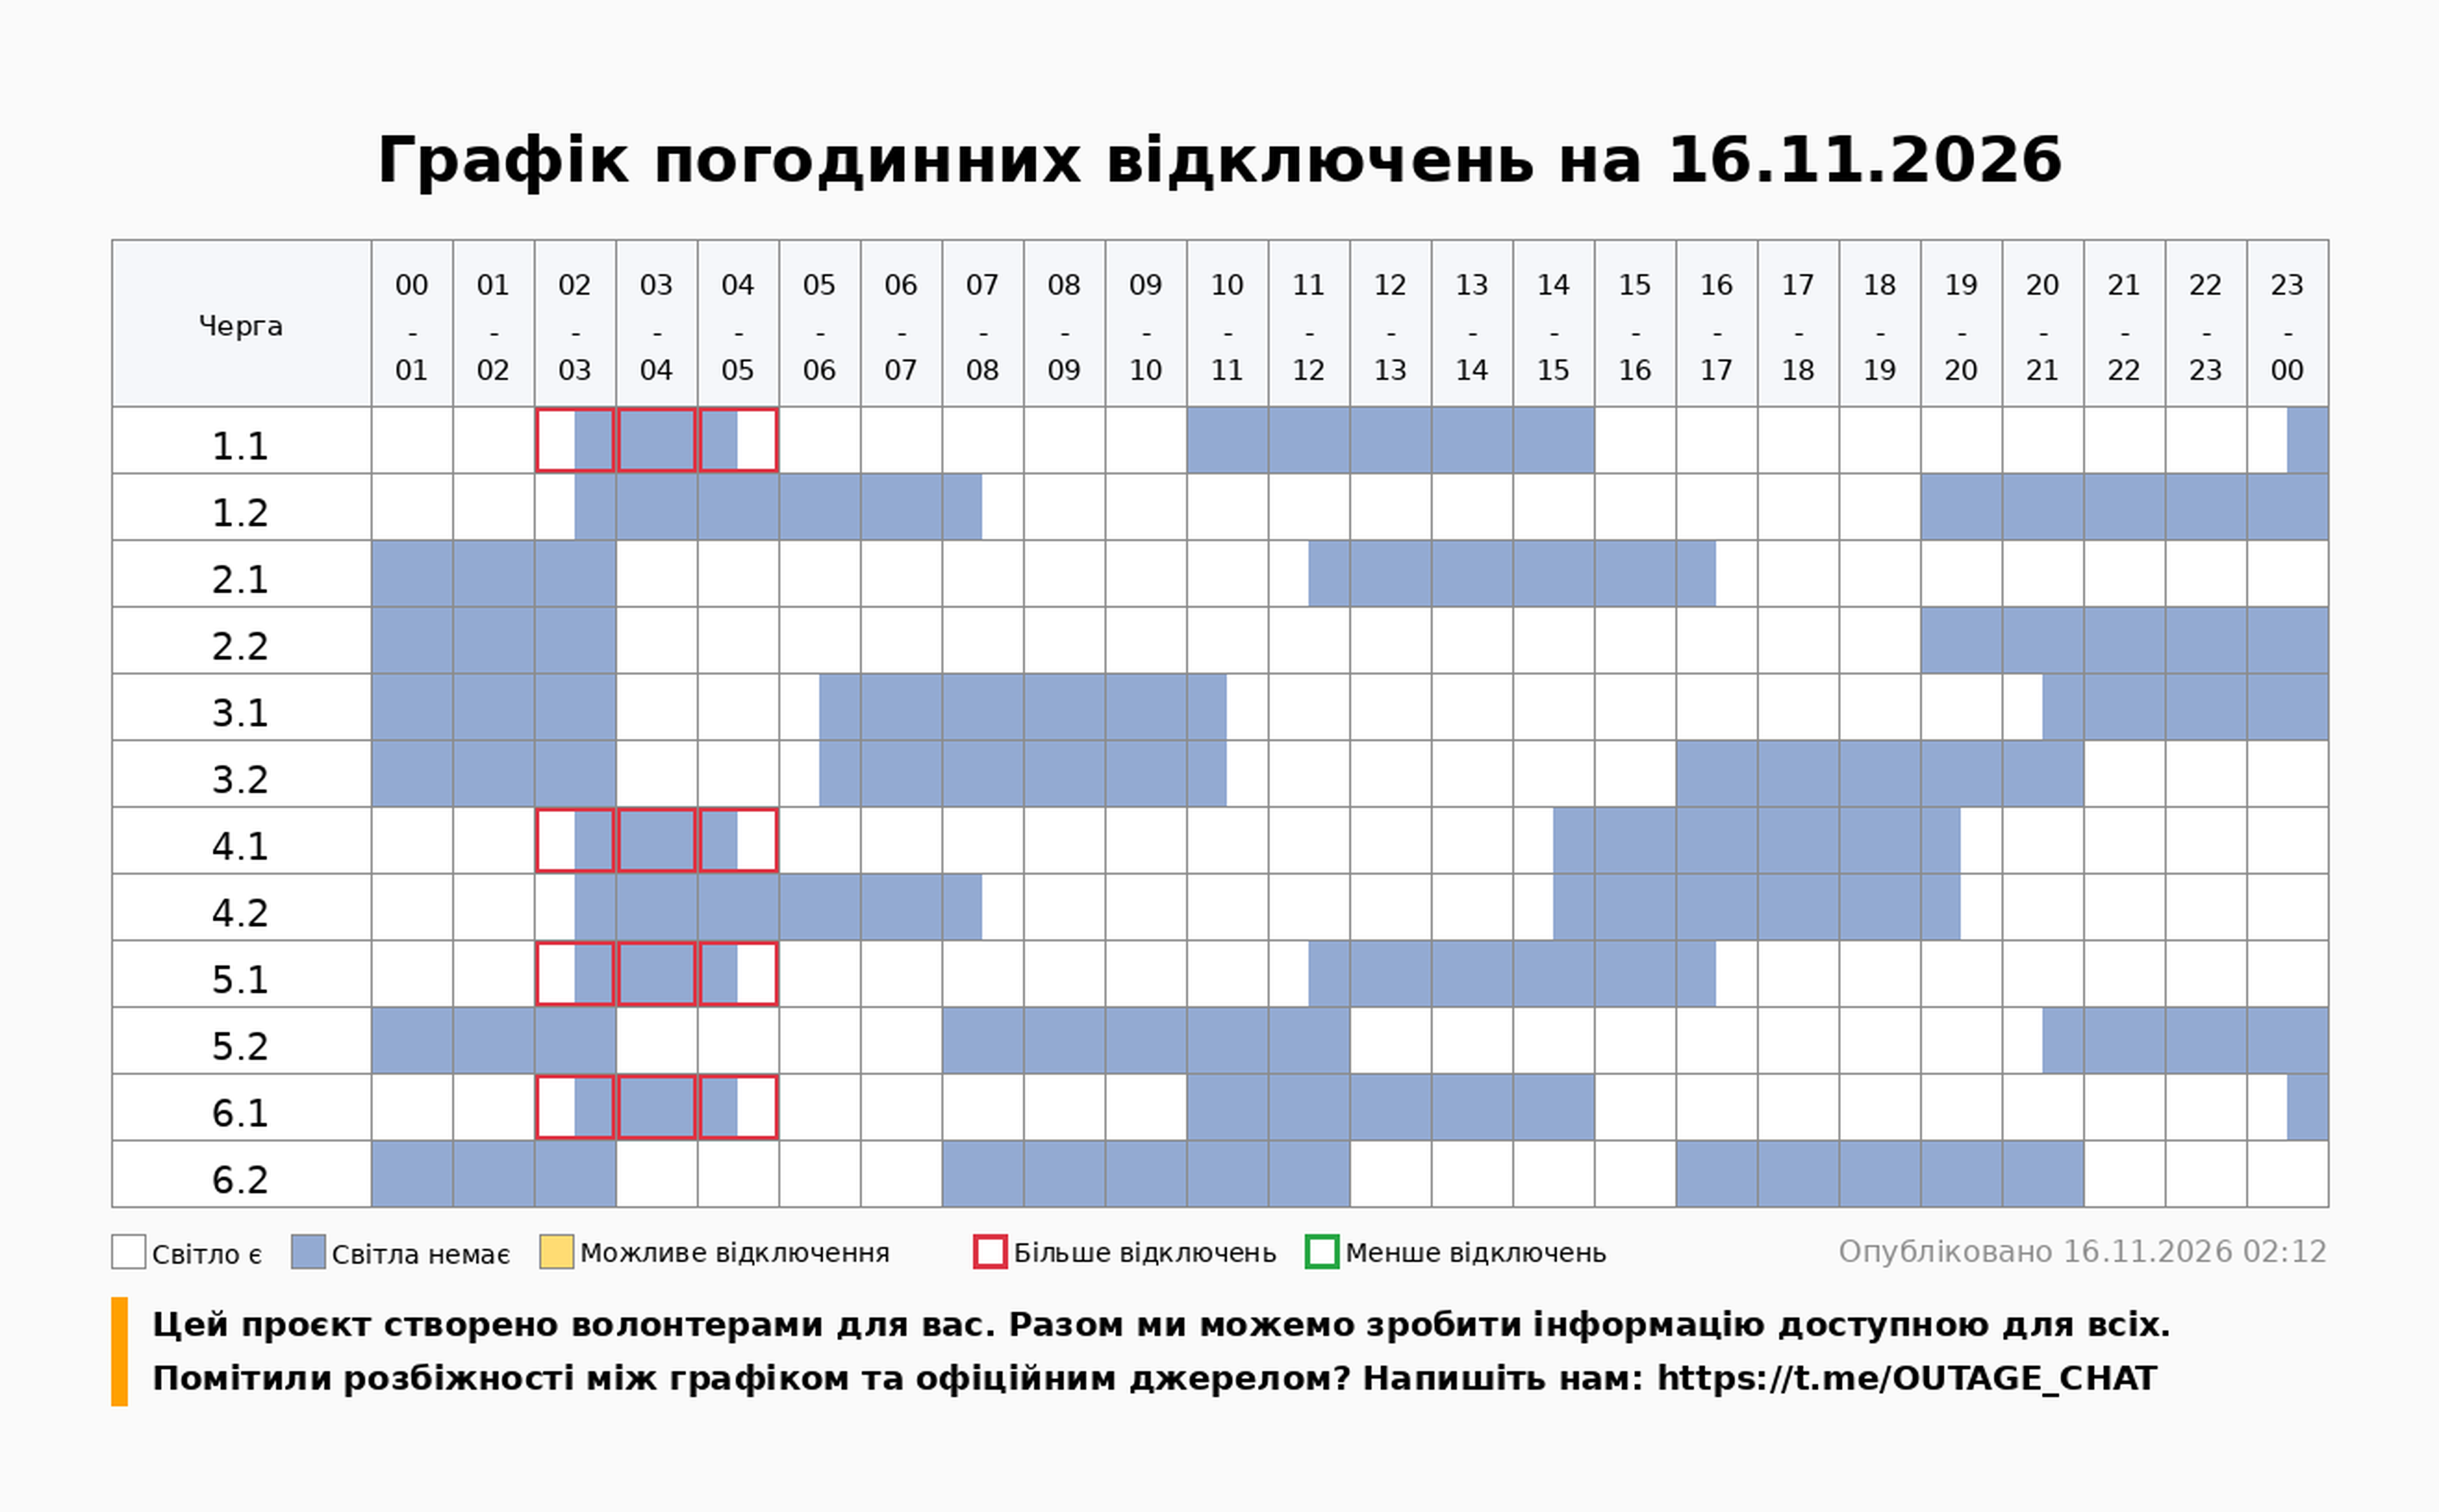 Графік погодинних відключень на 16.11.2026
Черга
00 - 01
01 - 02
02 - 03
03 - 04
04 - 05
05 - 06
06 - 07
07 - 08
08 - 09
09 - 10
10 - 11
11 - 12
12 - 13
13 - 14
14 - 15
15 - 16
16 - 17
17 - 18
18 - 19
19 - 20
20 - 21
21 - 22
22 - 23
23 - 00
1.1
1.2
2.1
2.2
3.1
3.2
4.1
4.2
5.1
5.2
6.1
6.2
Світло є
Світла немає
Можливе відключення
Більше відключень
Менше відключень
Опубліковано 16.11.2026 02:12
Цей проєкт створено волонтерами для вас. Разом ми можемо зробити інформацію доступною для всіх.
Помітили розбіжності між графіком та офіційним джерелом? Напишіть нам: https://t.me/OUTAGE_CHAT